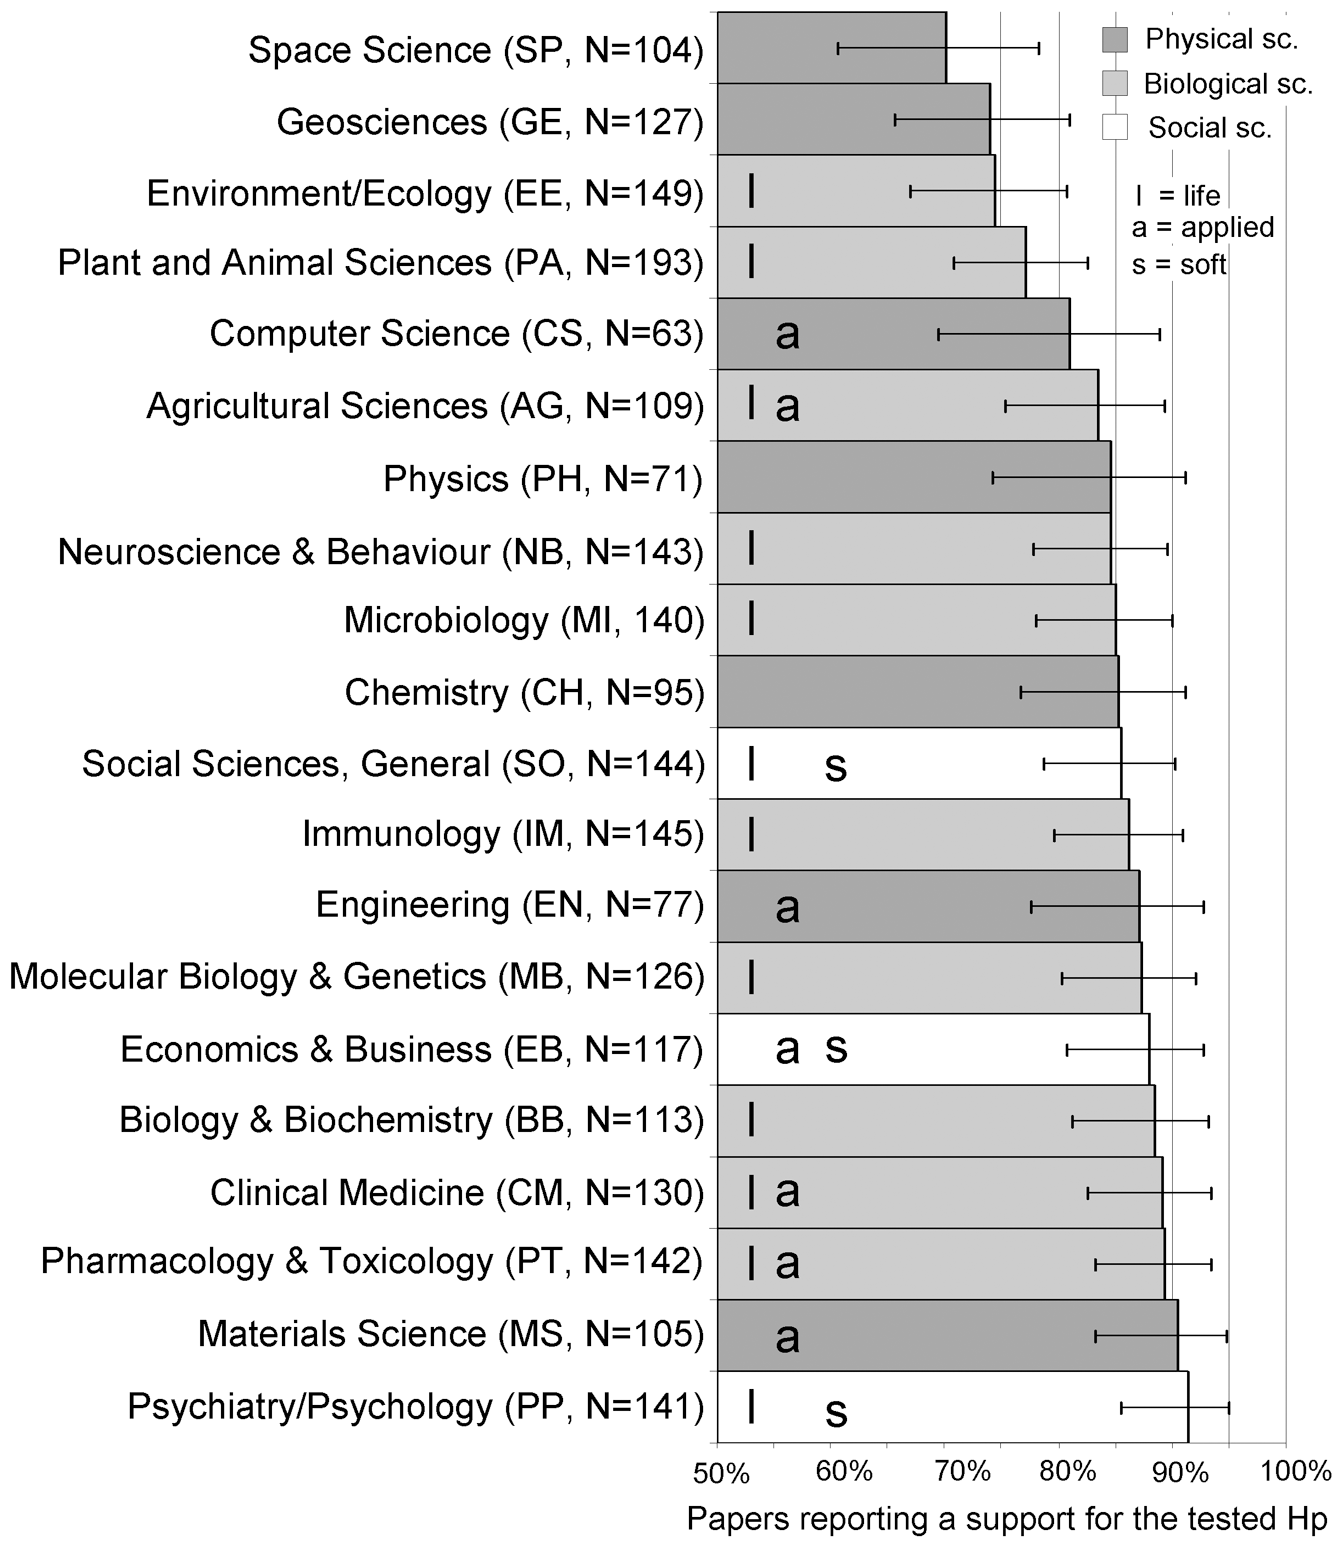 Space Science (SP, N=104)
Physical sc.
Biological sc.
Social sc.
l = life
a = applied
s = soft
Geosciences (GE, N=127)
Environment/Ecology (EE, N=149) l
Plant and Animal Sciences (PA, N=193) l
Computer Science (CS, N=63) a
Agricultural Sciences (AG, N=109) l a
Physics (PH, N=71)
Neuroscience & Behaviour (NB, N=143) l
Microbiology (MI, 140) l
Chemistry (CH, N=95)
Social Sciences, General (SO, N=144) l s
Immunology (IM, N=145) l
Engineering (EN, N=77) a
Molecular Biology & Genetics (MB, N=126) l
Economics & Business (EB, N=117) a s
Biology & Biochemistry (BB, N=113) l
Clinical Medicine (CM, N=130) l a
Pharmacology & Toxicology (PT, N=142) l a
Materials Science (MS, N=105) a
Psychiatry/Psychology (PP, N=141) l s
50% 60% 70% 80% 90% 100%
Papers reporting a support for the tested Hp